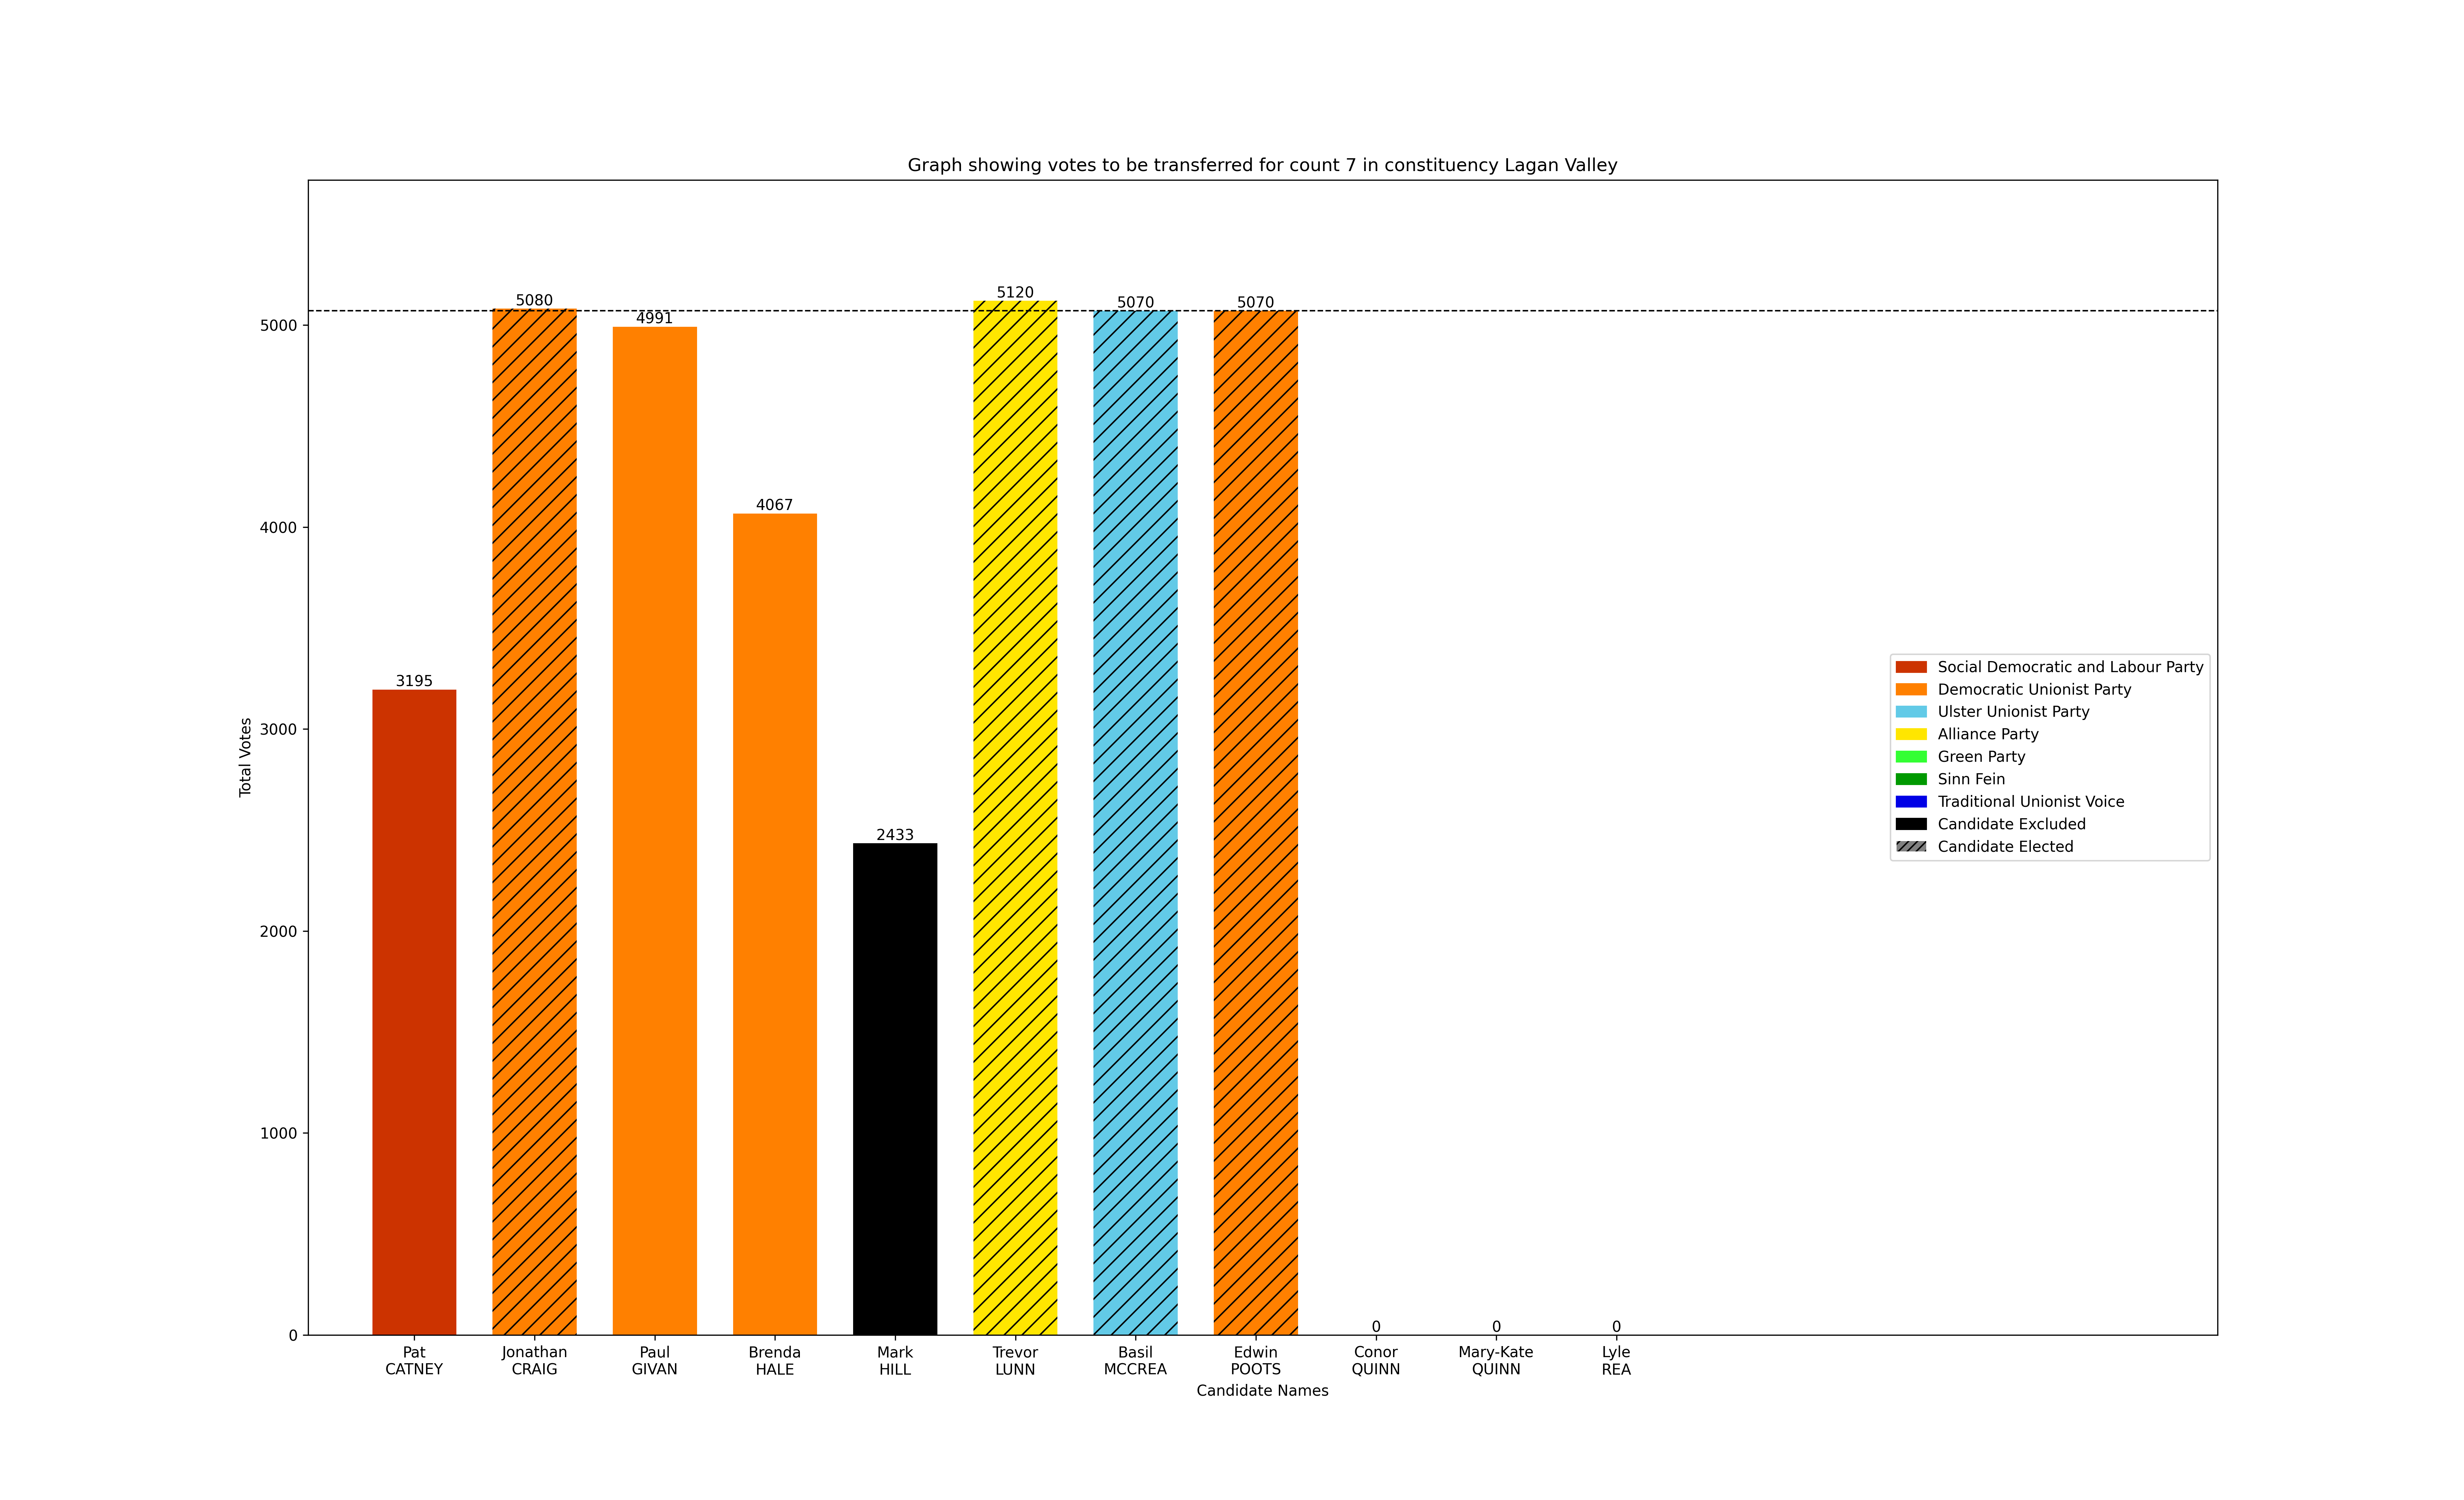 Graph showing votes to be transferred for count 7 in constituency Lagan Valley
Total Votes
5000
4000
3000
2000
1000
0
3195
5080
4991
4067
2433
5120
5070
5070
0
0
0
Pat
CATNEY
Jonathan
CRAIG
Paul
GIVAN
Brenda
HALE
Mark
HILL
Trevor
LUNN
Basil
MCCREA
Edwin
POOTS
Conor
QUINN
Mary-Kate
QUINN
Lyle
REA
Candidate Names
Social Democratic and Labour Party
Democratic Unionist Party
Ulster Unionist Party
Alliance Party
Green Party
Sinn Fein
Traditional Unionist Voice
Candidate Excluded
Candidate Elected